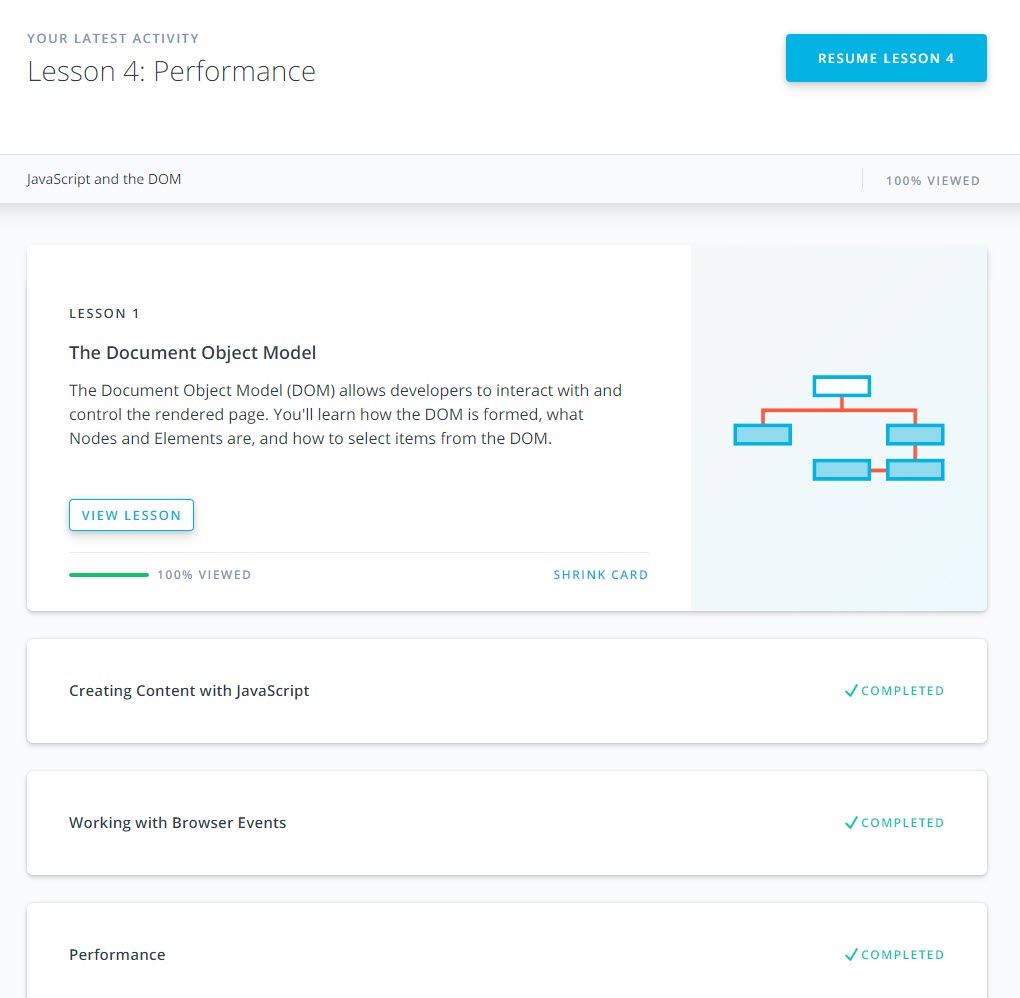 YOUR LATEST ACTIVITY
Lesson 4: Performance
RESUME LESSON 4
JavaScript and the DOM
100% VIEWED
LESSON 1
The Document Object Model
The Document Object Model (DOM) allows developers to interact with and
control the rendered page. You'll learn how the DOM is formed, what
Nodes and Elements are, and how to select items from the DOM.
VIEW LESSON
100% VIEWED
SHRINK CARD
Creating Content with JavaScript
COMPLETED
Working with Browser Events
COMPLETED
Performance
COMPLETED